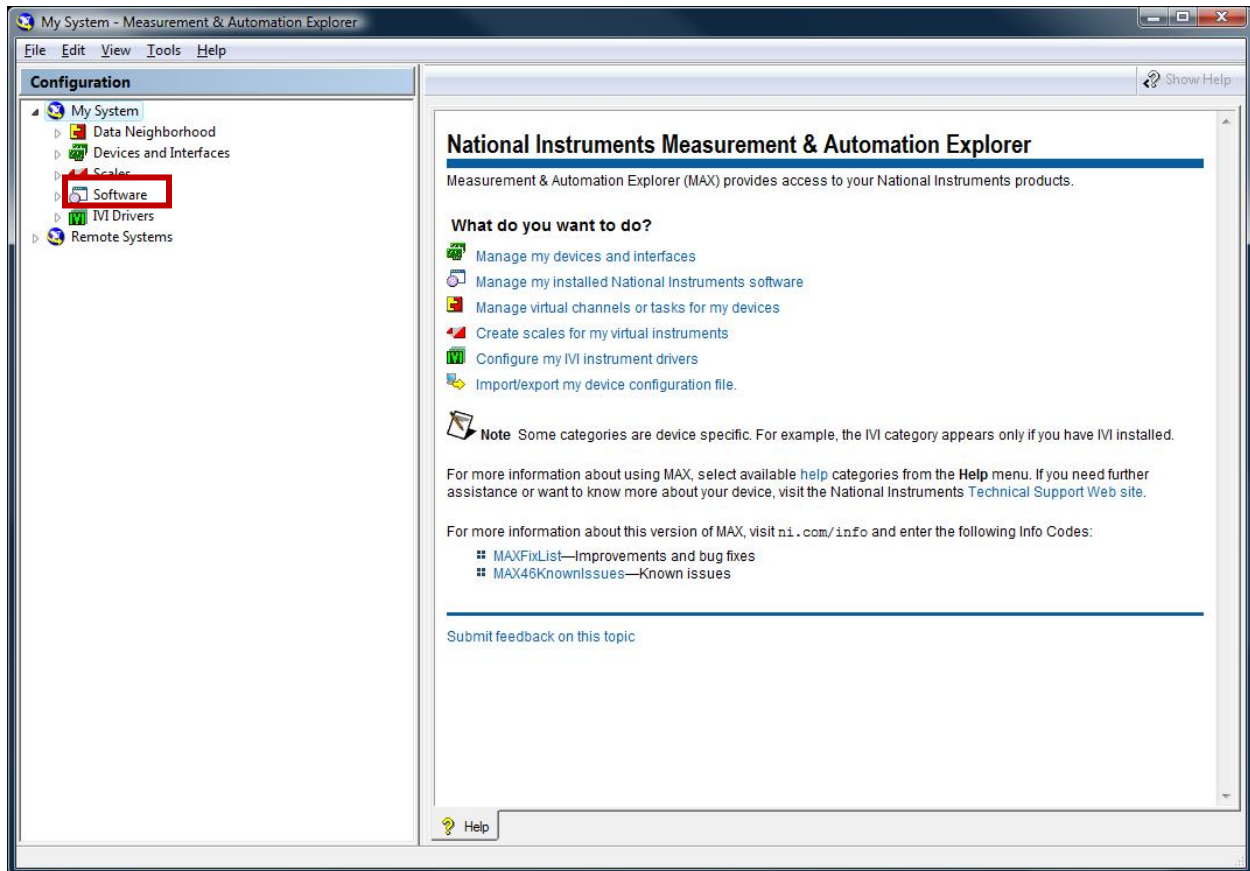 My System - Measurement & Automation Explorer
File Edit View Tools Help
Configuration
Show Help
My System
Data Neighborhood
Devices and Interfaces
Scales
Software
IVI Drivers
Remote Systems
National Instruments Measurement & Automation Explorer
Measurement & Automation Explorer (MAX) provides access to your National Instruments products.
What do you want to do?
Manage my devices and interfaces
Manage my installed National Instruments software
Manage virtual channels or tasks for my devices
Create scales for my virtual instruments
Configure my IVI instrument drivers
Import/export my device configuration file.
Note Some categories are device specific. For example, the IVI category appears only if you have IVI installed.
For more information about using MAX, select available help categories from the Help menu. If you need further
assistance or want to know more about your device, visit the National Instruments Technical Support Web site.
For more information about this version of MAX, visit ni.com/info and enter the following Info Codes:
MAXFixList—Improvements and bug fixes
MAX46KnownIssues—Known issues
Submit feedback on this topic
Help